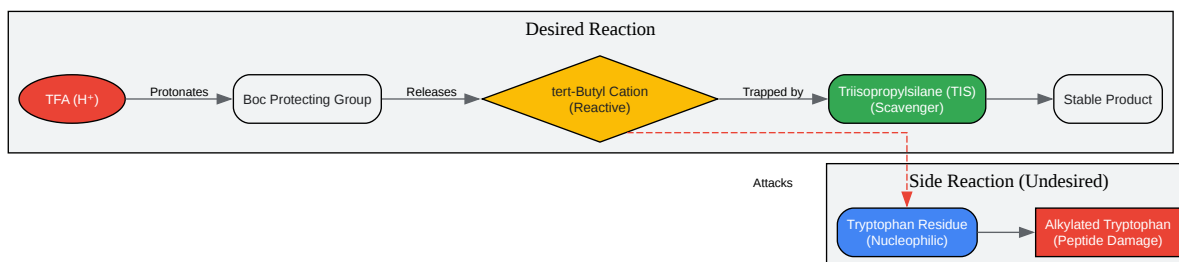 Desired Reaction
TFA (H⁺)
Protonates
Boc Protecting Group
Releases
tert-Butyl Cation
(Reactive)
Trapped by
Triisopropylsilane (TIS)
(Scavenger)
Stable Product
Attacks
Side Reaction (Undesired)
Tryptophan Residue
(Nucleophilic)
Alkylated Tryptophan
(Peptide Damage)